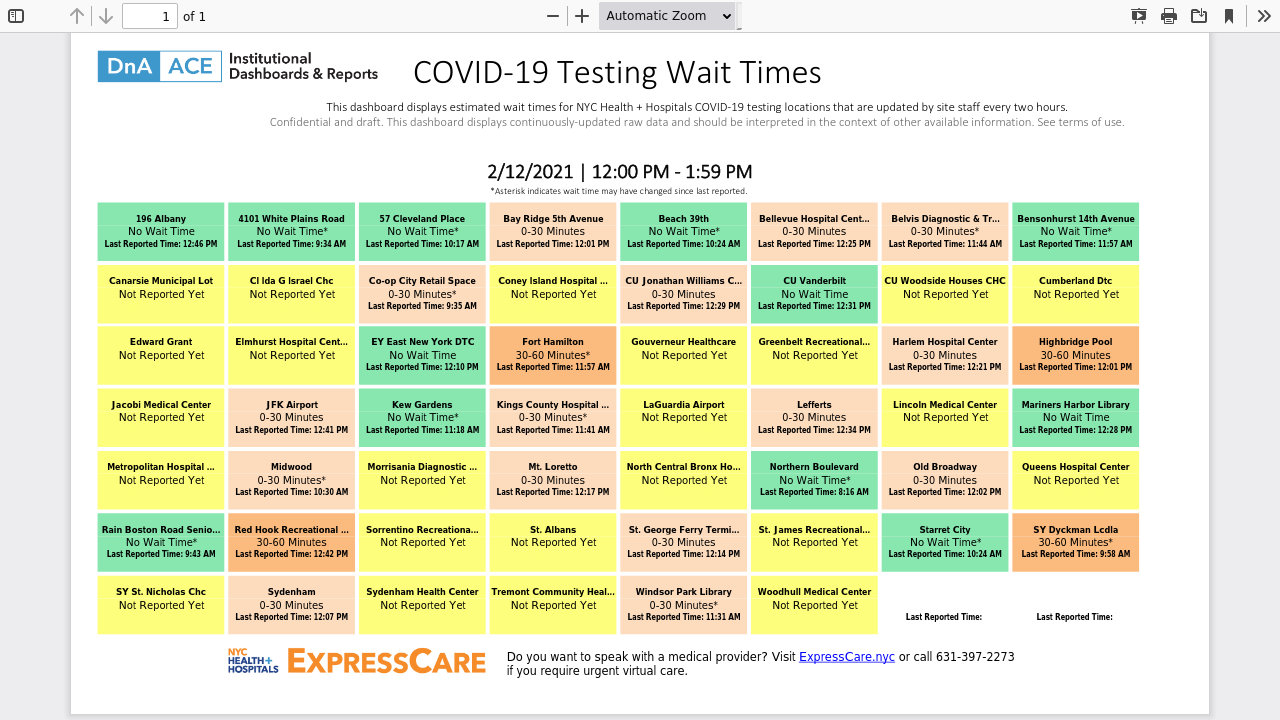 1 of 1
Automatic Zoom
DnA ACE Institutional
Dashboards & Reports
COVID-19 Testing Wait Times
This dashboard displays estimated wait times for NYC Health + Hospitals COVID-19 testing locations that are updated by site staff every two hours.
Confidential and draft. This dashboard displays continuously-updated raw data and should be interpreted in the context of other available information. See terms of use.
2/12/2021 | 12:00 PM - 1:59 PM
*Asterisk indicates wait time may have changed since last reported.
196 Albany
No Wait Time
Last Reported Time: 12:46 PM
4101 White Plains Road
No Wait Time*
Last Reported Time: 9:34 AM
57 Cleveland Place
No Wait Time*
Last Reported Time: 10:17 AM
Bay Ridge 5th Avenue
0-30 Minutes
Last Reported Time: 12:01 PM
Beach 39th
No Wait Time*
Last Reported Time: 10:24 AM
Bellevue Hospital Cent...
0-30 Minutes
Last Reported Time: 12:25 PM
Belvis Diagnostic & Tr...
0-30 Minutes*
Last Reported Time: 11:44 AM
Bensonhurst 14th Avenue
No Wait Time*
Last Reported Time: 11:57 AM
Canarsie Municipal Lot
Not Reported Yet
CI Ida G Israel Chc
Not Reported Yet
Co-op City Retail Space
0-30 Minutes*
Last Reported Time: 9:35 AM
Coney Island Hospital ...
Not Reported Yet
CU Jonathan Williams C...
0-30 Minutes
Last Reported Time: 12:29 PM
CU Vanderbilt
No Wait Time
Last Reported Time: 12:31 PM
CU Woodside Houses CHC
Not Reported Yet
Cumberland Dtc
Not Reported Yet
Edward Grant
Not Reported Yet
Elmhurst Hospital Cent...
Not Reported Yet
EY East New York DTC
No Wait Time
Last Reported Time: 12:10 PM
Fort Hamilton
30-60 Minutes*
Last Reported Time: 11:57 AM
Gouverneur Healthcare
Not Reported Yet
Greenbelt Recreational...
Not Reported Yet
Harlem Hospital Center
0-30 Minutes
Last Reported Time: 12:21 PM
Highbridge Pool
30-60 Minutes
Last Reported Time: 12:01 PM
Jacobi Medical Center
Not Reported Yet
JFK Airport
0-30 Minutes
Last Reported Time: 12:41 PM
Kew Gardens
No Wait Time*
Last Reported Time: 11:18 AM
Kings County Hospital ...
0-30 Minutes*
Last Reported Time: 11:41 AM
LaGuardia Airport
Not Reported Yet
Lefferts
0-30 Minutes
Last Reported Time: 12:34 PM
Lincoln Medical Center
Not Reported Yet
Mariners Harbor Library
No Wait Time
Last Reported Time: 12:28 PM
Metropolitan Hospital ...
Not Reported Yet
Midwood
0-30 Minutes*
Last Reported Time: 10:30 AM
Morrisania Diagnostic ...
Not Reported Yet
Mt. Loretto
0-30 Minutes
Last Reported Time: 12:17 PM
North Central Bronx Ho...
Not Reported Yet
Northern Boulevard
No Wait Time*
Last Reported Time: 8:16 AM
Old Broadway
0-30 Minutes
Last Reported Time: 12:02 PM
Queens Hospital Center
Not Reported Yet
Rain Boston Road Senio...
No Wait Time*
Last Reported Time: 9:43 AM
Red Hook Recreational ...
30-60 Minutes
Last Reported Time: 12:42 PM
Sorrentino Recreationa...
Not Reported Yet
St. Albans
Not Reported Yet
St. George Ferry Termi...
0-30 Minutes
Last Reported Time: 12:14 PM
St. James Recreational...
Not Reported Yet
Starret City
No Wait Time*
Last Reported Time: 10:24 AM
SY Dyckman Lcdla
30-60 Minutes*
Last Reported Time: 9:58 AM
SY St. Nicholas Chc
Not Reported Yet
Sydenham
0-30 Minutes
Last Reported Time: 12:07 PM
Sydenham Health Center
Not Reported Yet
Tremont Community Heal...
Not Reported Yet
Windsor Park Library
0-30 Minutes*
Last Reported Time: 11:31 AM
Woodhull Medical Center
Not Reported Yet
Last Reported Time:
Last Reported Time:
NYC
HEALTH+
HOSPITALS
EXPRESSCARE
Do you want to speak with a medical provider? Visit ExpressCare.nyc or call 631-397-2273
if you require urgent virtual care.